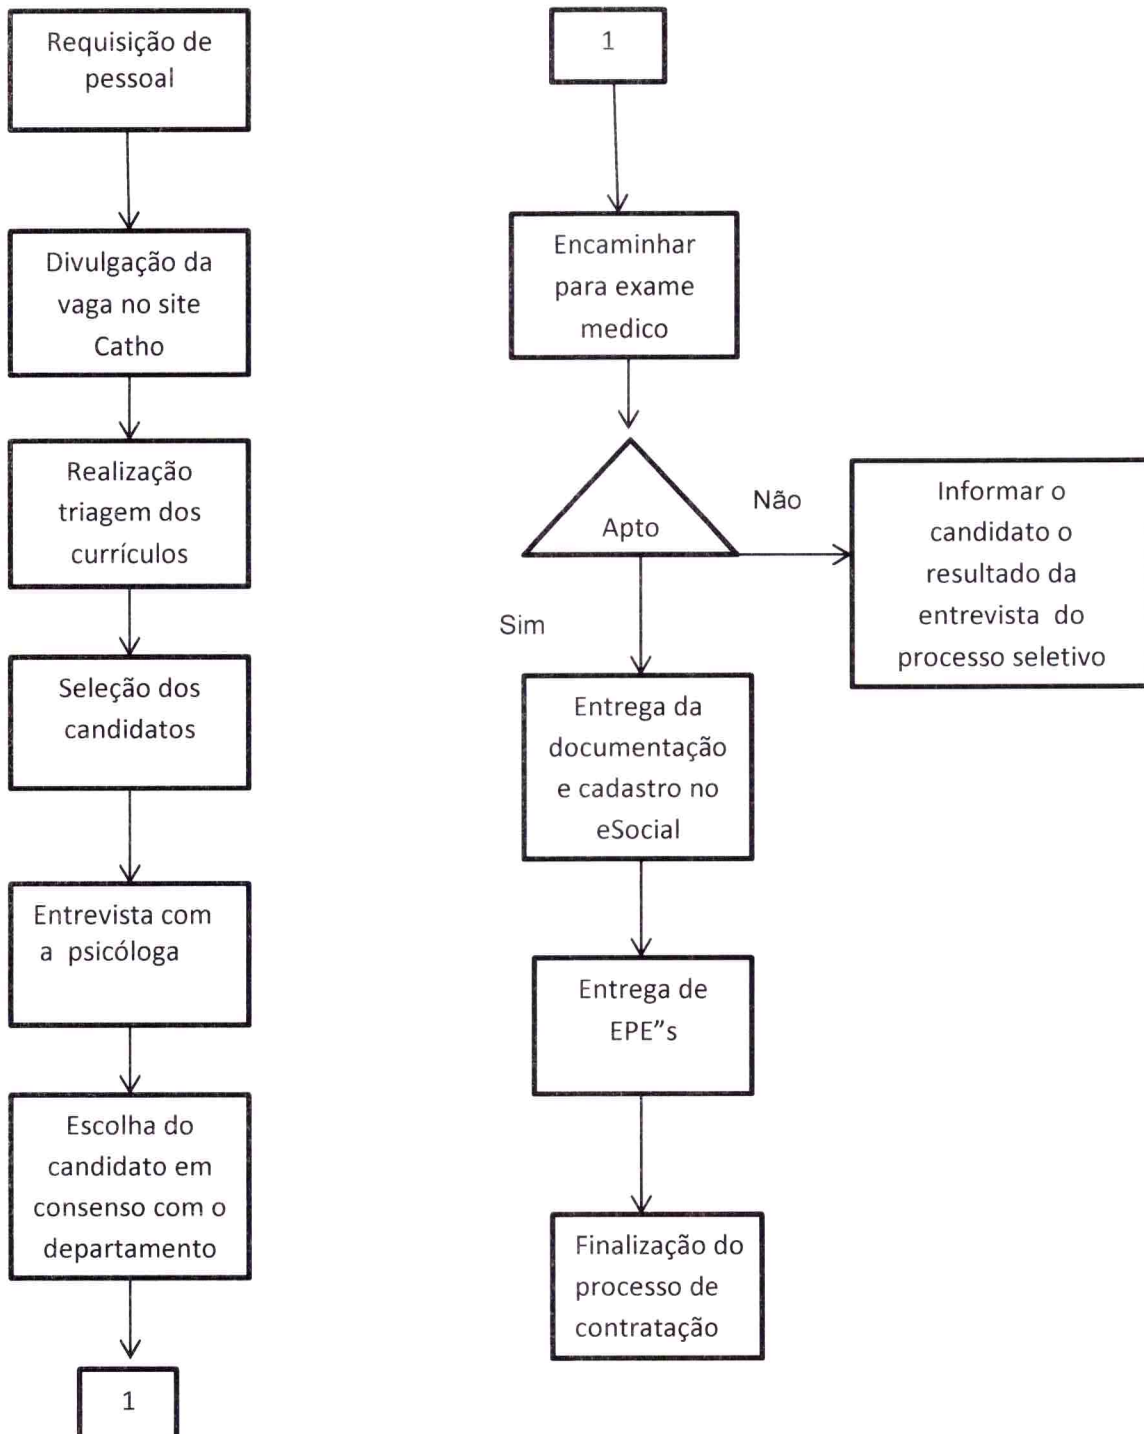 Requisição de
pessoal
Divulgação da
vaga no site
Catho
Realização
triagem dos
currículos
Seleção dos
candidatos
Entrevista com
a psicóloga
Escolha do
candidato em
consenso com o
departamento
1
1
Encaminhar
para exame
medico
Apto
Não
Informar o
candidato o
resultado da
entrevista do
processo seletivo
Sim
Entrega da
documentação
e cadastro no
eSocial
Entrega de
EPE”s
Finalização do
processo de
contratação